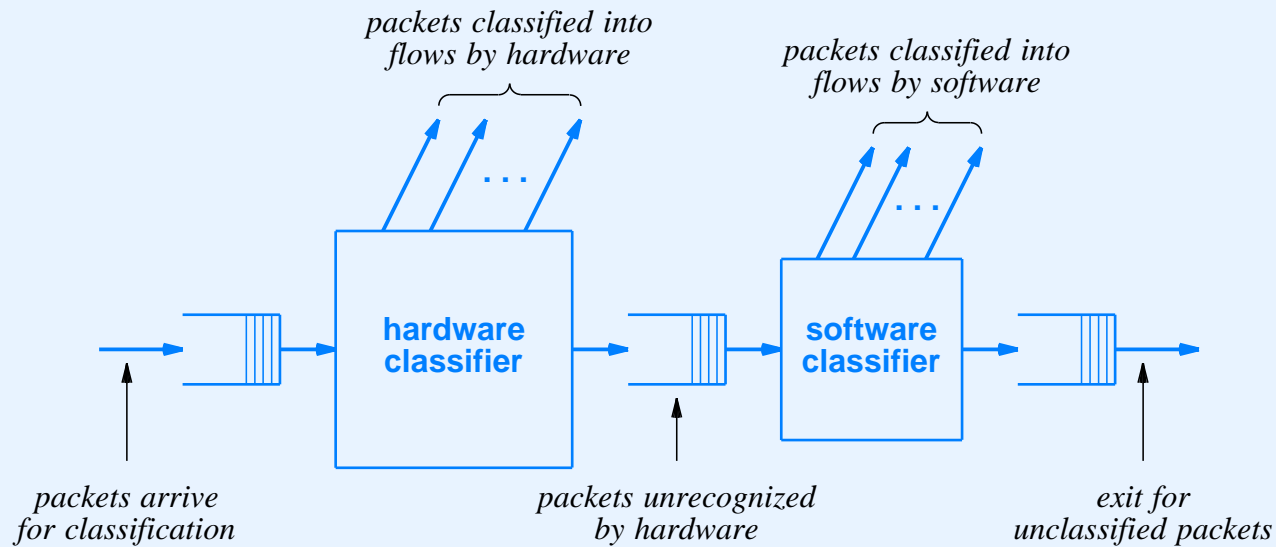 packets classified into
flows by hardware
packets classified into
flows by software
. . .
. . .
hardware
classifier
software
classifier
packets arrive
for classification
packets unrecognized
by hardware
exit for
unclassified packets